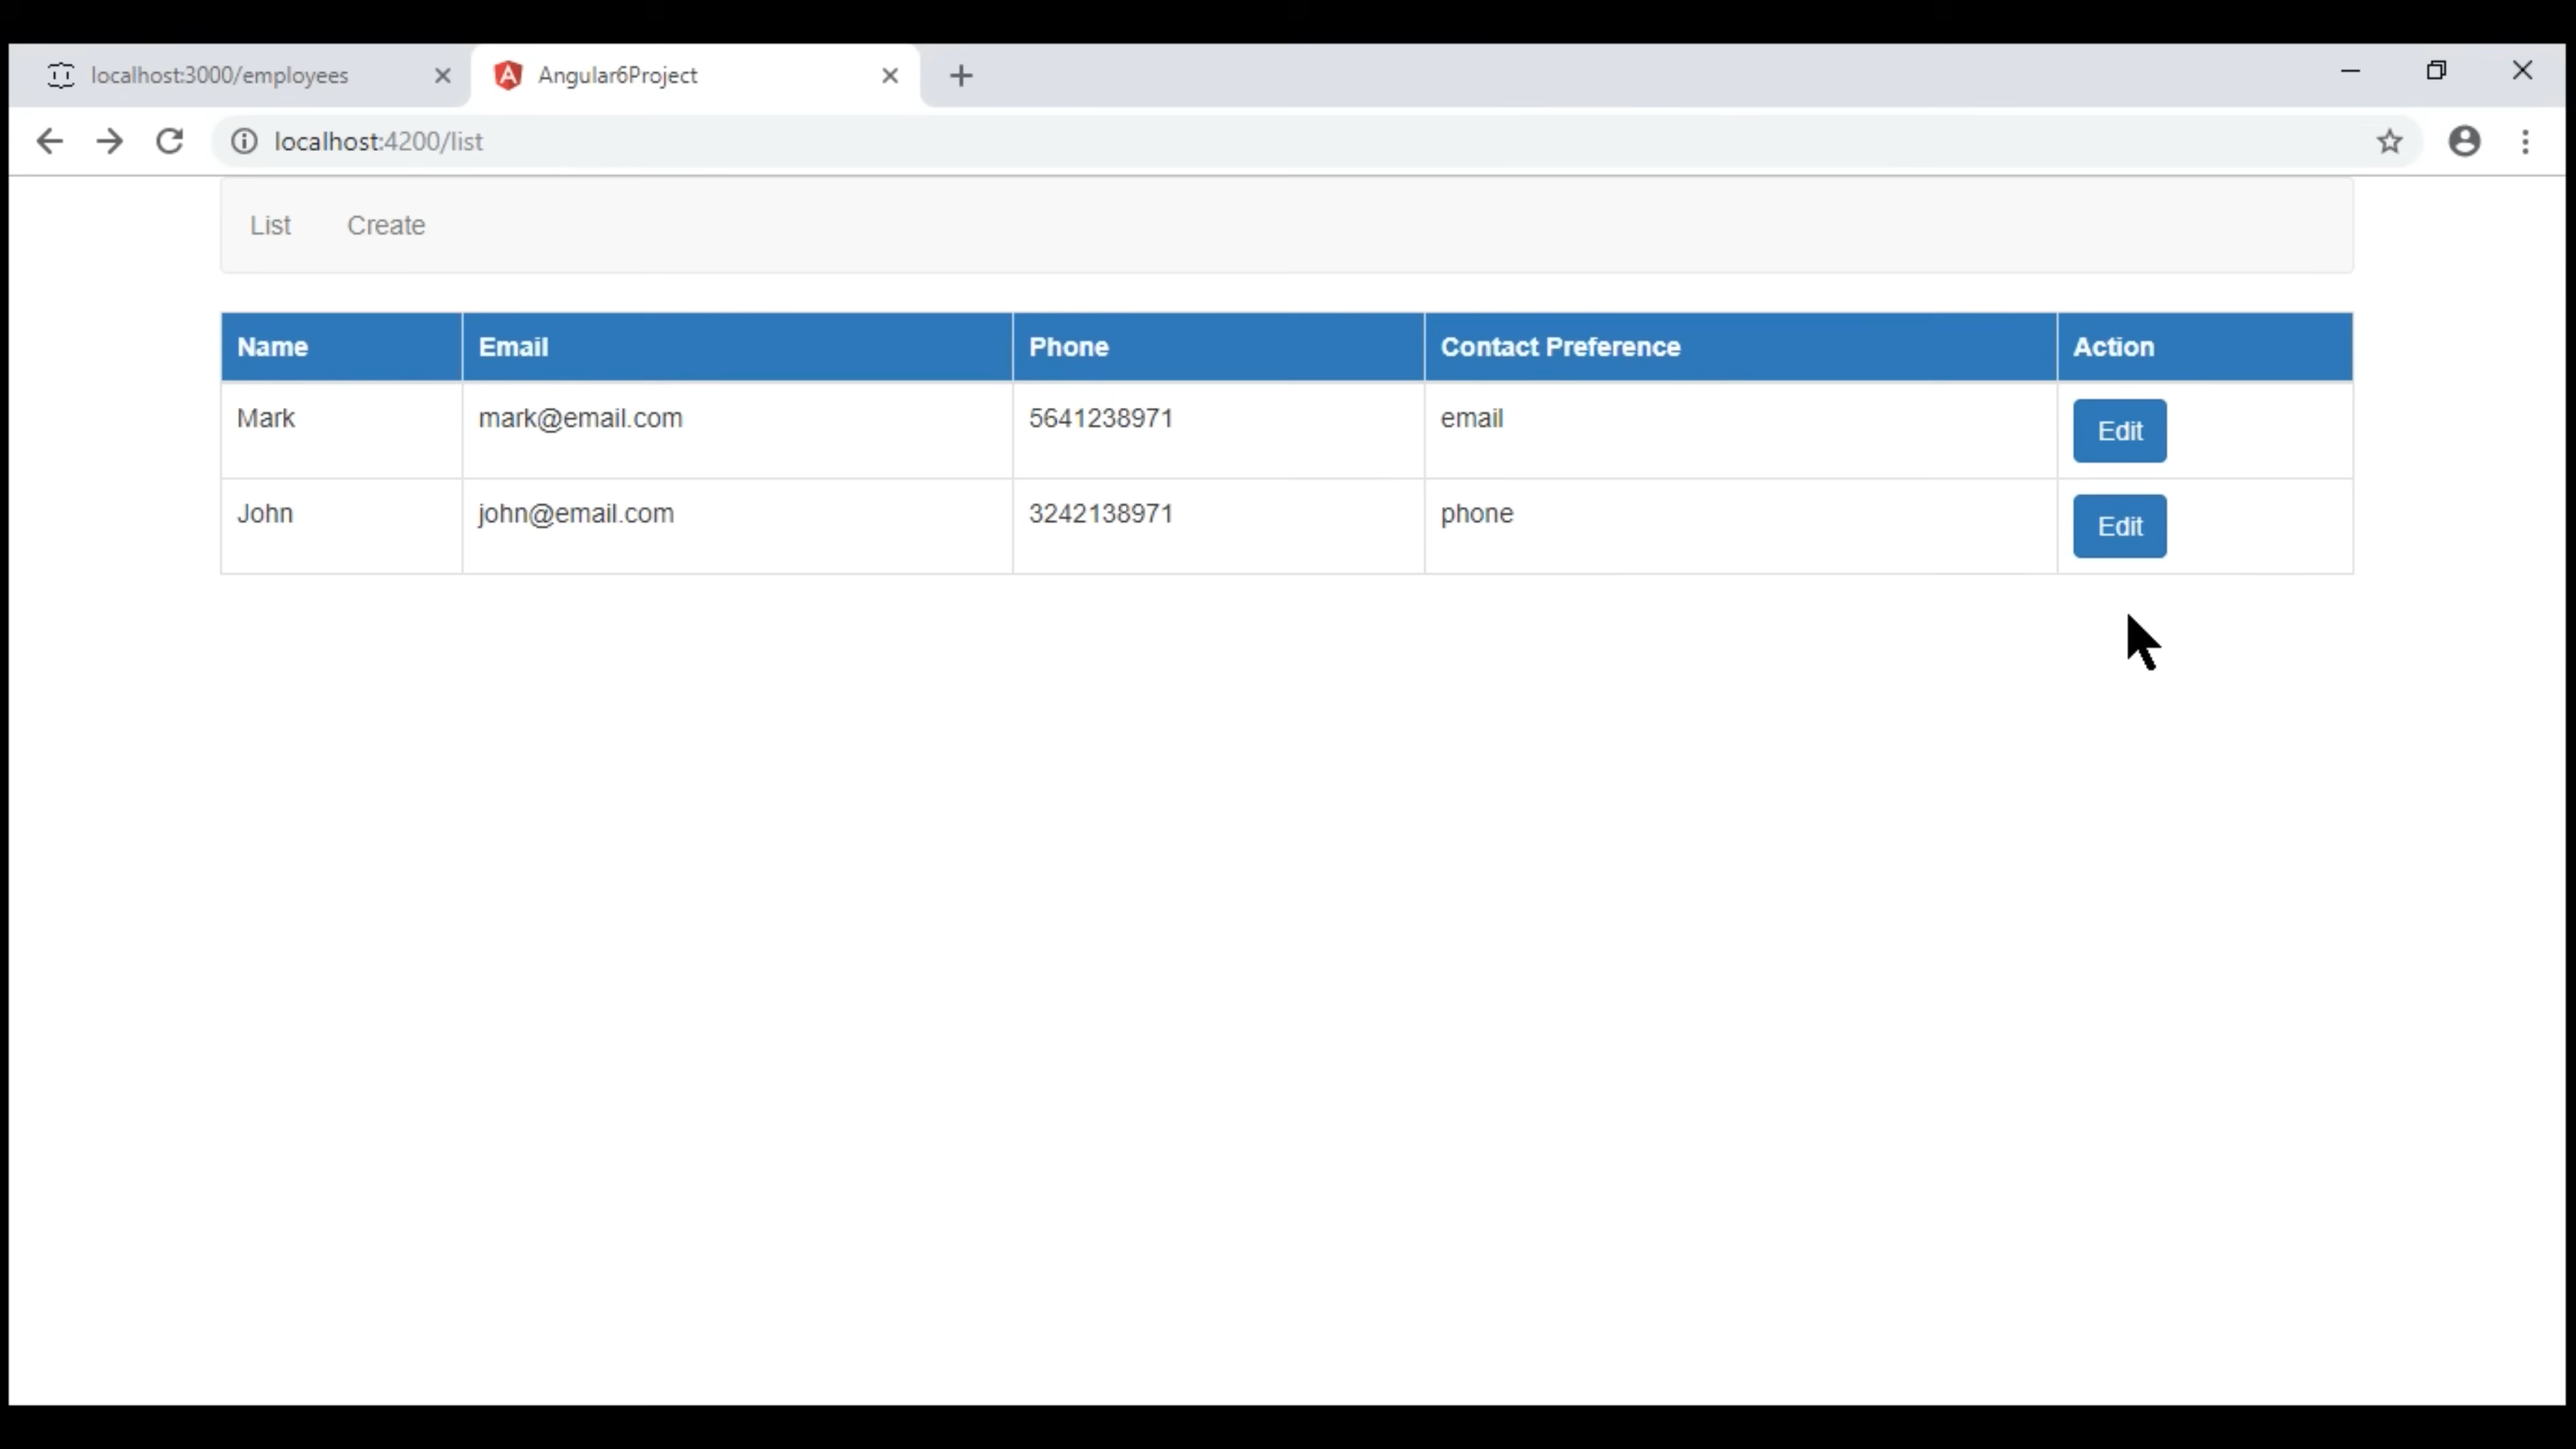 localhost:3000/employees Angular6Project
localhost:4200/list
List Create
Name Email Phone Contact Preference Action
Mark mark@email.com 5641238971 email Edit
John john@email.com 3242138971 phone Edit